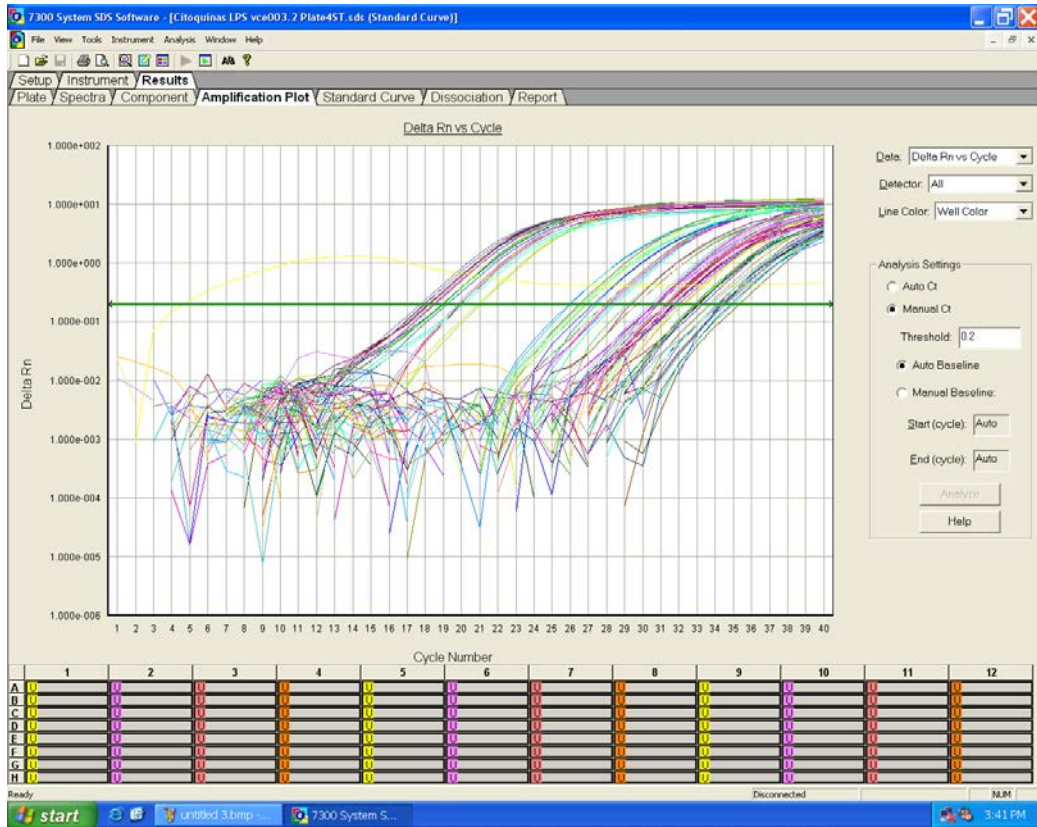 7300 System SDS Software - [Citoquinas LPS vce003.2 Plate4ST.sds (Standard Curve)]
File View Tools Instrument Analysis Window Help
Setup Instrument Results
Plate Spectra Component Amplification Plot Standard Curve Dissociation Report
Delta Rn vs Cycle
1.000e+002
1.000e+001
1.000e+000
1.000e-001
1.000e-002
1.000e-003
1.000e-004
1.000e-005
1.000e-006
Delta Rn
1 2 3 4 5 6 7 8 9 10 11 12 13 14 15 16 17 18 19 20 21 22 23 24 25 26 27 28 29 30 31 32 33 34 35 36 37 38 39 40
Cycle Number
Data: Delta Rn vs Cycle
Detector: All
Line Color: Well Color
Analysis Settings
Auto Ct
Manual Ct
Threshold: 0.2
Auto Baseline
Manual Baseline:
Start (cycle): Auto
End (cycle): Auto
Analyze
Help
1 2 3 4 5 6 7 8 9 10 11 12
A U U U U U U U U U U U U
B U U U U U U U U U U U U
C U U U U U U U U U U U U
D U U U U U U U U U U U U
E U U U U U U U U U U U U
F U U U U U U U U U U U U
G U U U U U U U U U U U U
H U U U U U U U U U U U U
Ready Disconnected NUM
start untitled 3.bmp -... 7300 System S... 3:41 PM